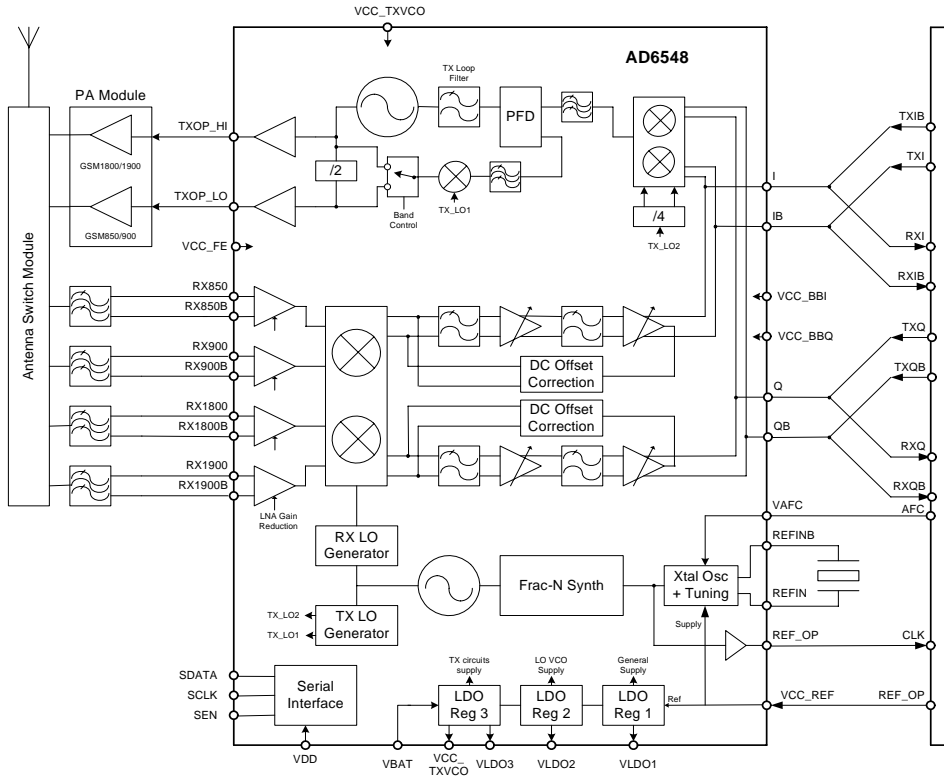 VCC_TXVCO
AD6548
PA Module
TX Loop
Filter
PFD
TXOP_HI
GSM1800/1900
/2
TXOP_LO
GSM850/900
Band
Control
TX_LO1
/4
TX_LO2
VCC_FE
TXIB
TXI
I
IB
RXI
RXIB
Antenna Switch Module
RX850
RX850B
RX900
RX900B
RX1800
RX1800B
RX1900
RX1900B
LNA Gain
Reduction
DC Offset
Correction
DC Offset
Correction
VCC_BBI
VCC_BBQ
TXQ
TXQB
Q
QB
RXQ
RXQB
VAFC
AFC
REFINB
REFIN
RX LO
Generator
Frac-N Synth
Xtal Osc
+ Tuning
Supply
TX_LO2
TX_LO1
TX LO
Generator
REF_OP
CLK
SDATA
SCLK
SEN
Serial
Interface
TX circuits
supply
LO VCO
Supply
General
Supply
LDO
Reg 3
LDO
Reg 2
LDO
Reg 1
Ref
VCC_REF
REF_OP
VDD
VBAT
VCC_
TXVCO
VLDO3
VLDO2
VLDO1